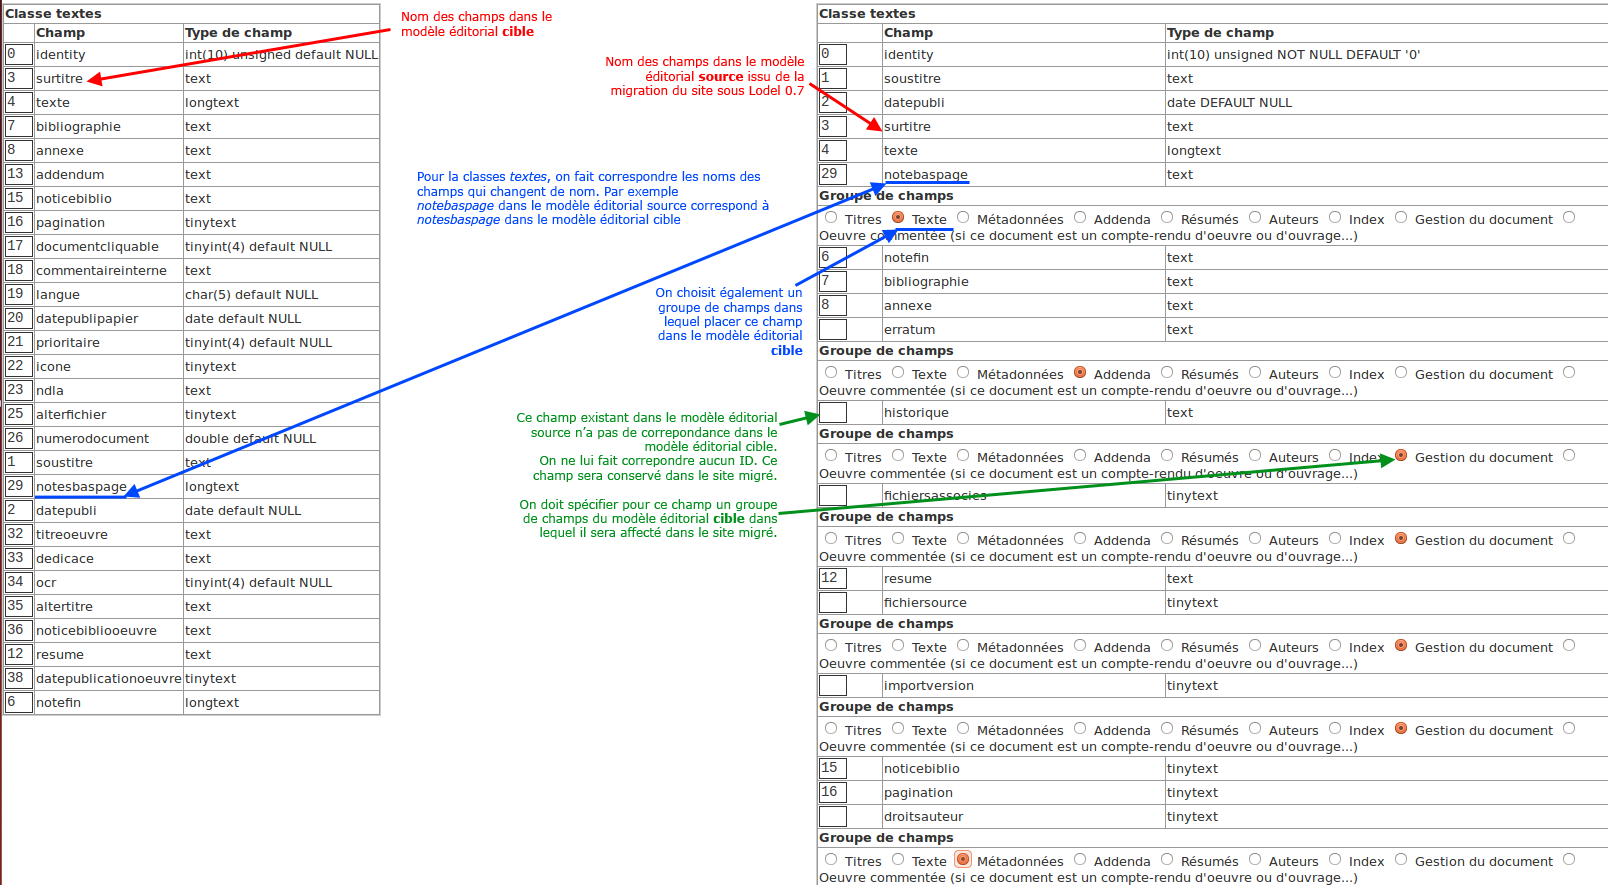 Classe textes
Champ Type de champ
0 identity int(10) unsigned default NULL
3 surtitre text
4 texte longtext
7 bibliographie text
8 annexe text
13 addendum text
15 noticebiblio text
16 pagination tinytext
17 documentcliquable tinyint(4) default NULL
18 commentaireinterne text
19 langue char(5) default NULL
20 datepublipapier date default NULL
21 prioritaire tinyint(4) default NULL
22 icone tinytext
23 ndla text
25 alterfichier tinytext
26 numerodocument double default NULL
1 soustitre text
29 notesbaspage longtext
2 datepubli date default NULL
32 titreoeuvre text
33 dedicace text
34 ocr tinyint(4) default NULL
35 altertitre text
36 noticebibliooeuvre text
12 resume text
38 datepublicationoeuvre tinytext
6 notefin longtext
Nom des champs dans le
modèle éditorial cible
Nom des champs dans le modèle
éditorial source issu de la
migration du site sous Lodel 0.7
Pour la classes textes, on fait correspondre les noms des
champs qui changent de nom. Par exemple
notebaspage dans le modèle éditorial source correspond à
notesbaspage dans le modèle éditorial cible
On choisit également un
groupe de champs dans
lequel placer ce champ
dans le modèle éditorial
cible
Ce champ existant dans le modèle éditorial
source n'a pas de correpondance dans le
modèle éditorial cible.
On ne lui fait correpondre aucun ID. Ce
champ sera conservé dans le site migré.
On doit spécifier pour ce champ un groupe
de champs du modèle éditorial cible dans
lequel il sera affecté dans le site migré.
Classe textes
Champ Type de champ
0 identity int(10) unsigned NOT NULL DEFAULT '0'
1 soustitre text
2 datepubli date DEFAULT NULL
3 surtitre text
4 texte longtext
29 notebaspage text
Groupe de champs
Titres Texte Métadonnées Addenda Résumés Auteurs Index Gestion du document
Oeuvre commentée (si ce document est un compte-rendu d'oeuvre ou d'ouvrage...)
6 notefin text
7 bibliographie text
8 annexe text
erratum text
Groupe de champs
Titres Texte Métadonnées Addenda Résumés Auteurs Index Gestion du document
Oeuvre commentée (si ce document est un compte-rendu d'oeuvre ou d'ouvrage...)
historique text
Groupe de champs
Titres Texte Métadonnées Addenda Résumés Auteurs Index Gestion du document
Oeuvre commentée (si ce document est un compte-rendu d'oeuvre ou d'ouvrage...)
fichiersassocies tinytext
Groupe de champs
Titres Texte Métadonnées Addenda Résumés Auteurs Index Gestion du document
Oeuvre commentée (si ce document est un compte-rendu d'oeuvre ou d'ouvrage...)
12 resume text
fichiersource tinytext
Groupe de champs
Titres Texte Métadonnées Addenda Résumés Auteurs Index Gestion du document
Oeuvre commentée (si ce document est un compte-rendu d'oeuvre ou d'ouvrage...)
importversion tinytext
Groupe de champs
Titres Texte Métadonnées Addenda Résumés Auteurs Index Gestion du document
Oeuvre commentée (si ce document est un compte-rendu d'oeuvre ou d'ouvrage...)
15 noticebiblio tinytext
16 pagination tinytext
droitsauteur tinytext
Groupe de champs
Titres Texte Métadonnées Addenda Résumés Auteurs Index Gestion du document
Oeuvre commentée (si ce document est un compte-rendu d'oeuvre ou d'ouvrage...)